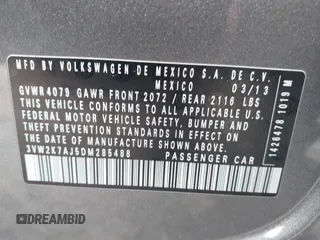 MFD. BY VOLKSWAGEN DE MEXICO S.A. DE C.V.
MEXICO 03/13
GVWR 4079 GAWR FRONT 2072 / REAR 2116 LBS
THIS VEHICLE CONFORMS TO ALL APPLICABLE U.S.
FEDERAL MOTOR VEHICLE SAFETY, BUMPER, AND
THEFT PREVENTION STANDARDS IN EFFECT ON THE
DATE OF MANUFACTURE SHOWN ABOVE.
3VW2K7AJ5DM285488 PASSENGER CAR
1426478 1019 M
DREAMBID